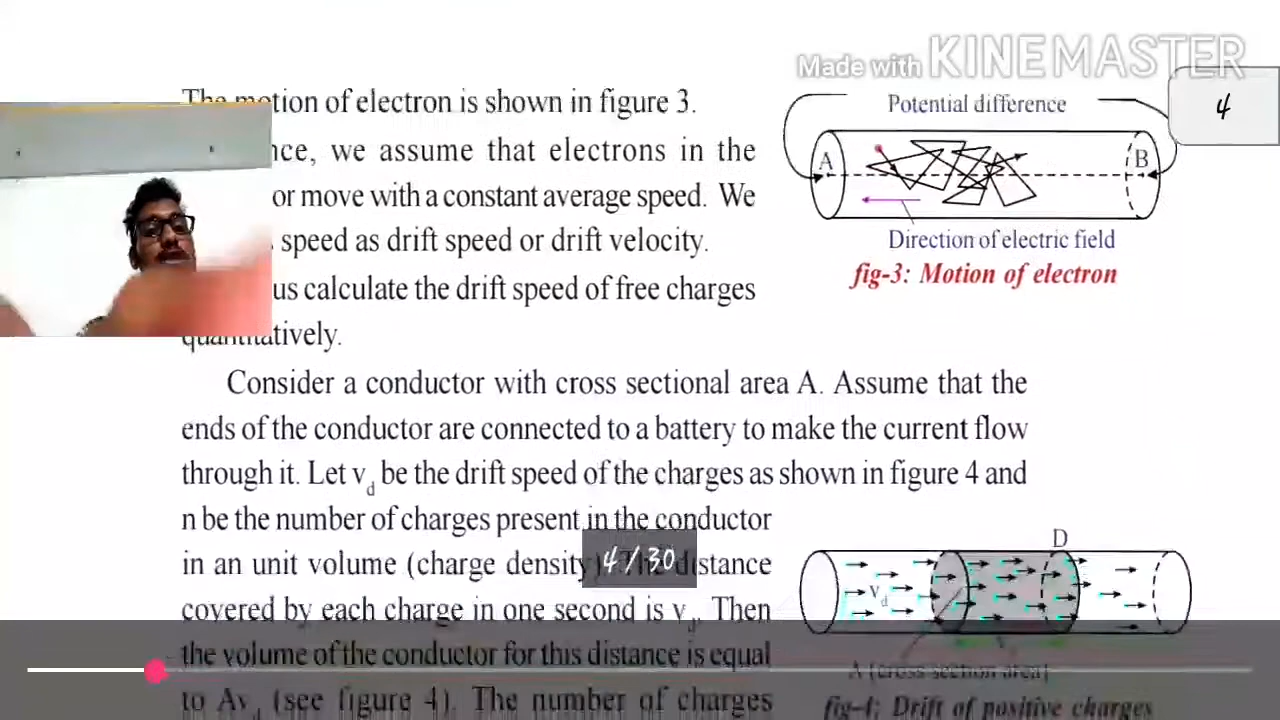 Made with KINEMASTER
4
The motion of electron is shown in figure 3.
we assume that electrons in the
or move with a constant average speed. We
speed as drift speed or drift velocity.
us calculate the drift speed of free charges
quantitatively.
Potential difference
A
B
Direction of electric field
fig-3: Motion of electron
Consider a conductor with cross sectional area A. Assume that the
ends of the conductor are connected to a battery to make the current flow
through it. Let vd be the drift speed of the charges as shown in figure 4 and
n be the number of charges present in the conductor
in an unit volume (charge density). The distance
covered by each charge in one second is vd. Then
the volume of the conductor for this distance is equal
to Avd (see figure 4). The number of charges
4 / 30
D
vd
A (cross section area)
fig-4: Drift of positive charges